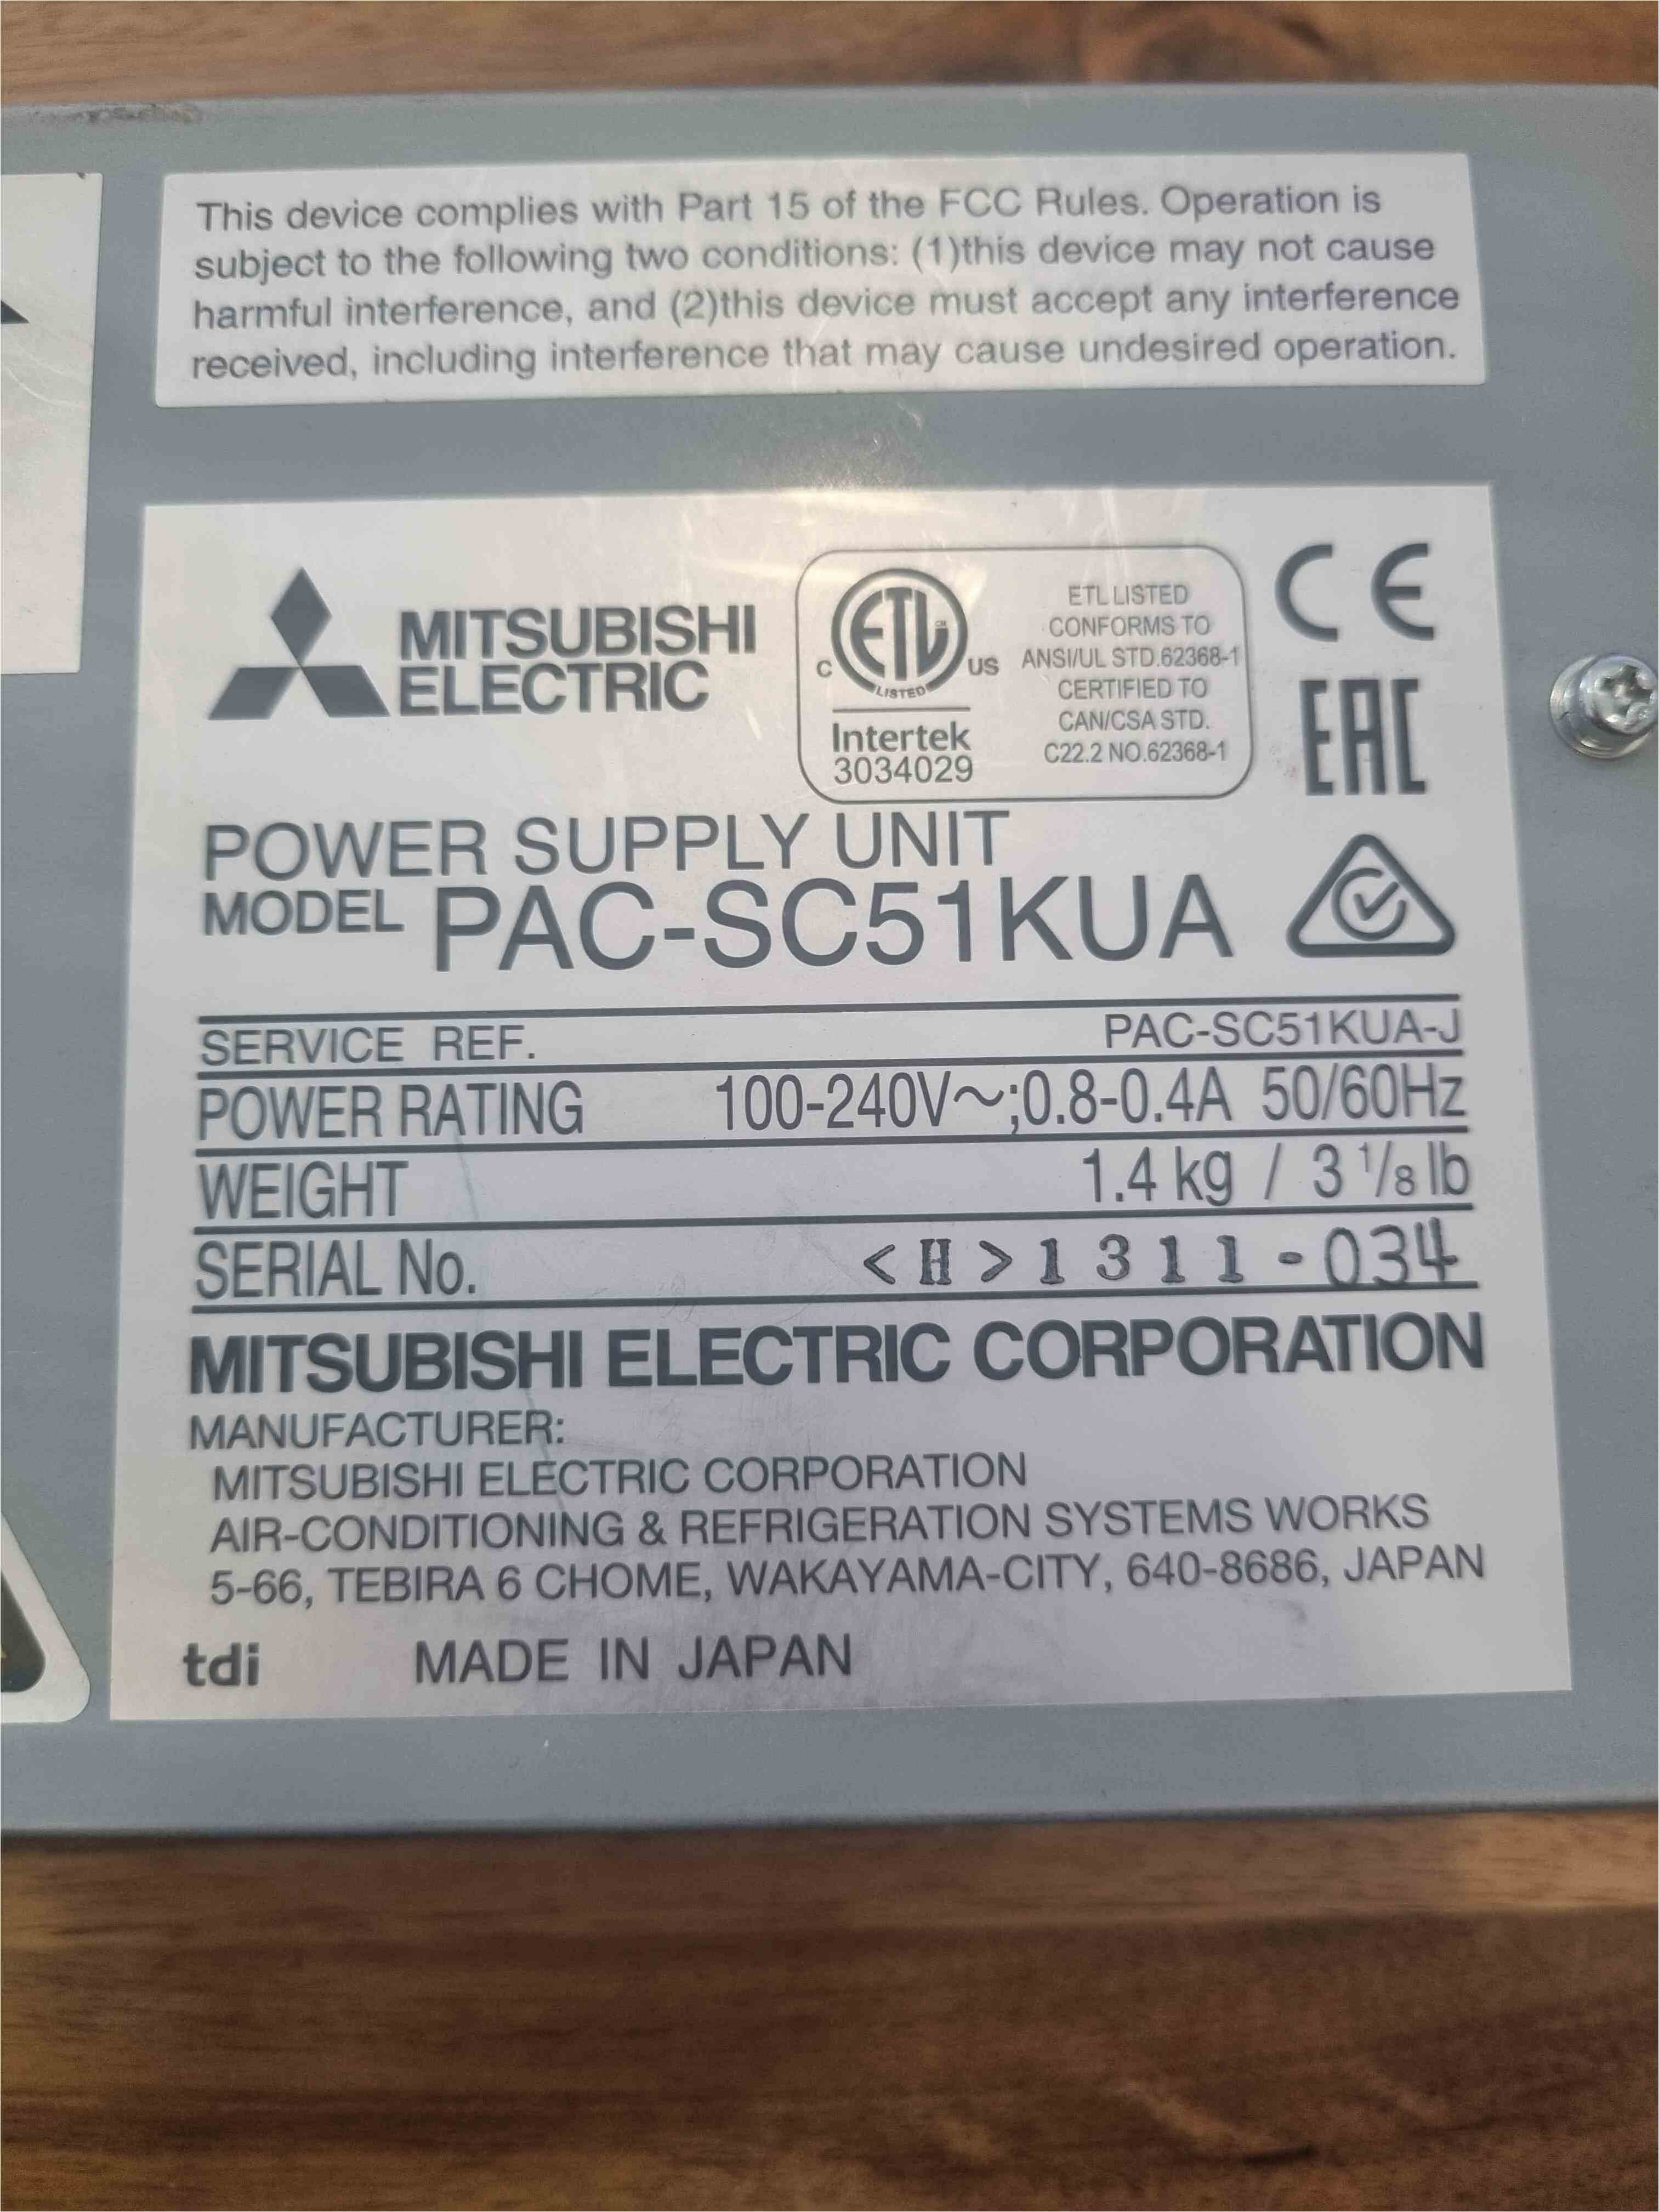 This device complies with Part 15 of the FCC Rules. Operation is
subject to the following two conditions: (1)this device may not cause
harmful interference, and (2)this device must accept any interference
received, including interference that may cause undesired operation.
MITSUBISHI
ELECTRIC
C ETL US
LISTED
Intertek
3034029
ETL LISTED
CONFORMS TO
ANSI/UL STD.62368-1
CERTIFIED TO
CAN/CSA STD.
C22.2 NO.62368-1
CE
EAC
POWER SUPPLY UNIT
MODEL PAC-SC51KUA
SERVICE REF. PAC-SC51KUA-J
POWER RATING 100-240V~;0.8-0.4A 50/60Hz
WEIGHT 1.4 kg / 3 1/8 lb
SERIAL No. <H>1311-034
MITSUBISHI ELECTRIC CORPORATION
MANUFACTURER:
MITSUBISHI ELECTRIC CORPORATION
AIR-CONDITIONING & REFRIGERATION SYSTEMS WORKS
5-66, TEBIRA 6 CHOME, WAKAYAMA-CITY, 640-8686, JAPAN
tdi MADE IN JAPAN